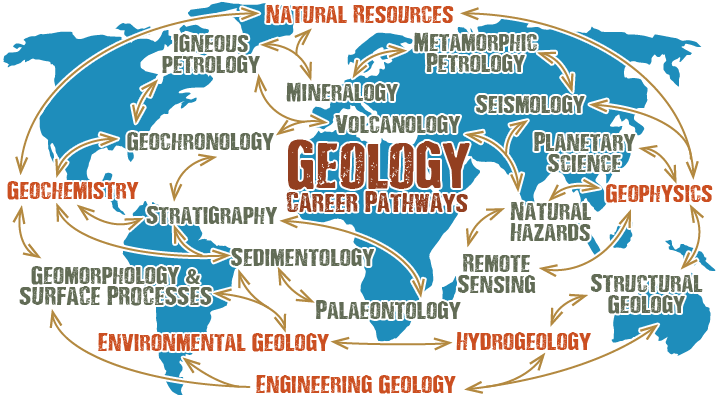 NATURAL RESOURCES
IGNEOUS
PETROLOGY
METAMORPHIC
PETROLOGY
MINERALOGY
SEISMOLOGY
VOLCANOLOGY
GEOCHRONOLOGY
PLANETARY
SCIENCE
GEOLOGY
CAREER PATHWAYS
GEOCHEMISTRY
GEOPHYSICS
STRATIGRAPHY
NATURAL
HAZARDS
SEDIMENTOLOGY
REMOTE
SENSING
GEOMORPHOLOGY &
SURFACE PROCESSES
STRUCTURAL
GEOLOGY
PALAEONTOLOGY
ENVIRONMENTAL GEOLOGY
HYDROGEOLOGY
ENGINEERING GEOLOGY